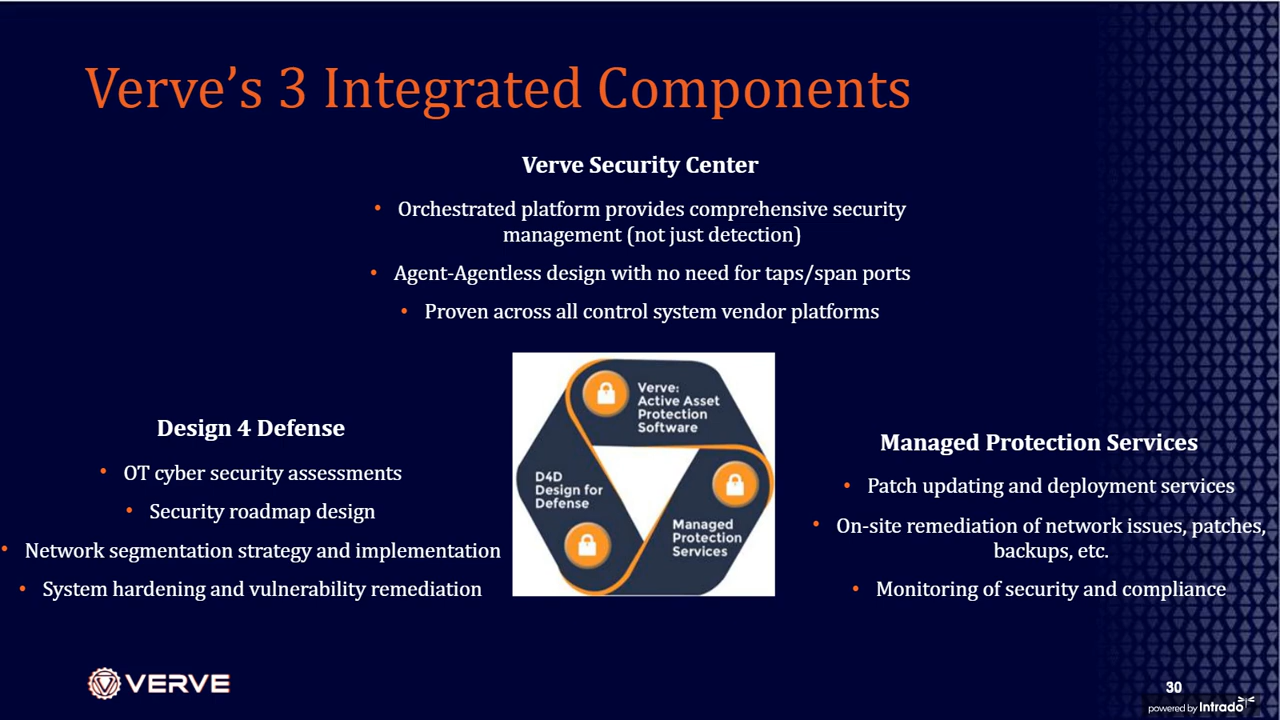 Verve’s 3 Integrated Components
Verve Security Center
• Orchestrated platform provides comprehensive security
management (not just detection)
• Agent-Agentless design with no need for taps/span ports
• Proven across all control system vendor platforms
Verve:
Active Asset
Protection
Software
D4D
Design for
Defense
Managed
Protection
Services
Design 4 Defense
• OT cyber security assessments
• Security roadmap design
• Network segmentation strategy and implementation
• System hardening and vulnerability remediation
Managed Protection Services
• Patch updating and deployment services
• On-site remediation of network issues, patches,
backups, etc.
• Monitoring of security and compliance
VERVE
30
powered by Intrado